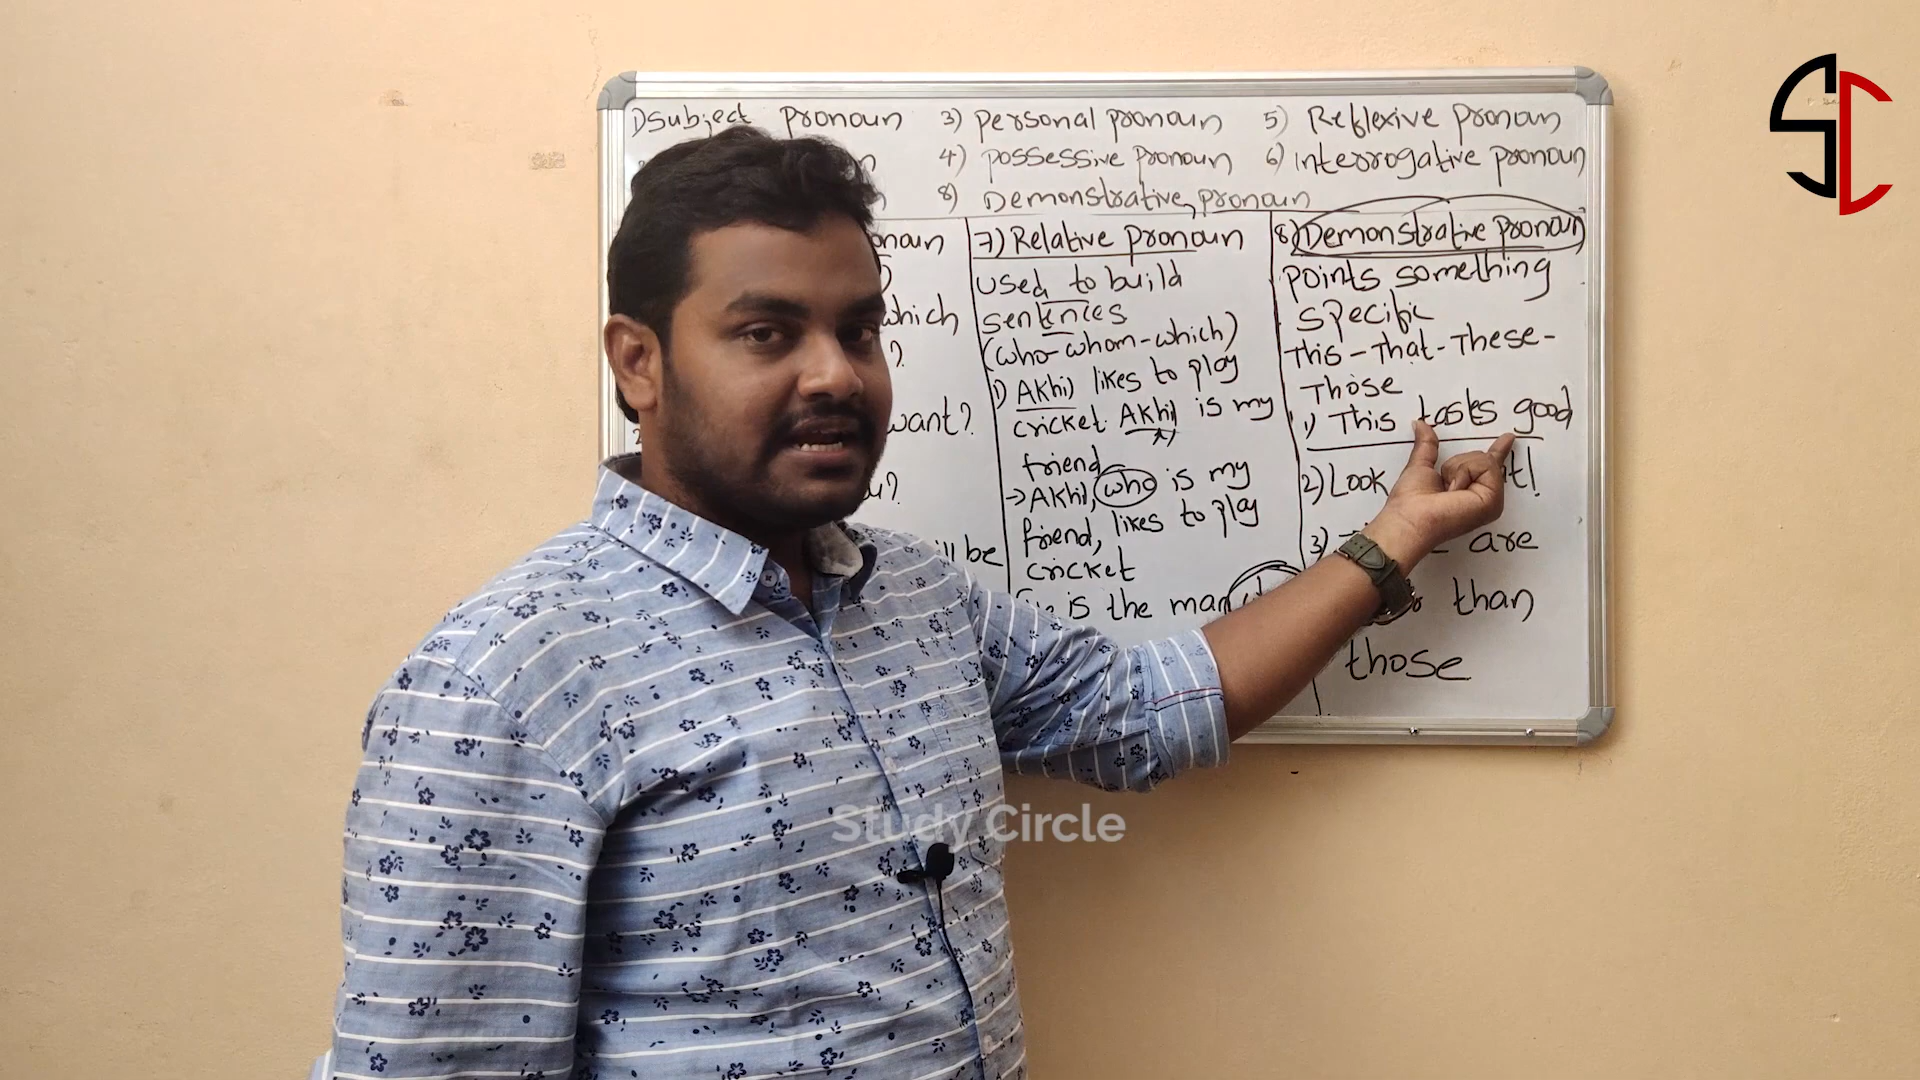 1) Subject pronoun 3) Personal pronoun 5) Reflexive pronoun
4) possessive pronoun 6) interrogative pronoun
8) Demonstrative, pronoun
onoun
which
?
want?
?
ll be
7) Relative pronoun
used to build
sentences
(who-whom-which)
1) Akhil likes to play
cricket. Akhil is my
friend
→ Akhil, who is my
friend, likes to play
cricket
is the man
8) Demonstrative pronoun
points something
specific
This-That-These-
Those
1) This tasts good
2) Look t!
3) are
than
those
Study Circle
SC